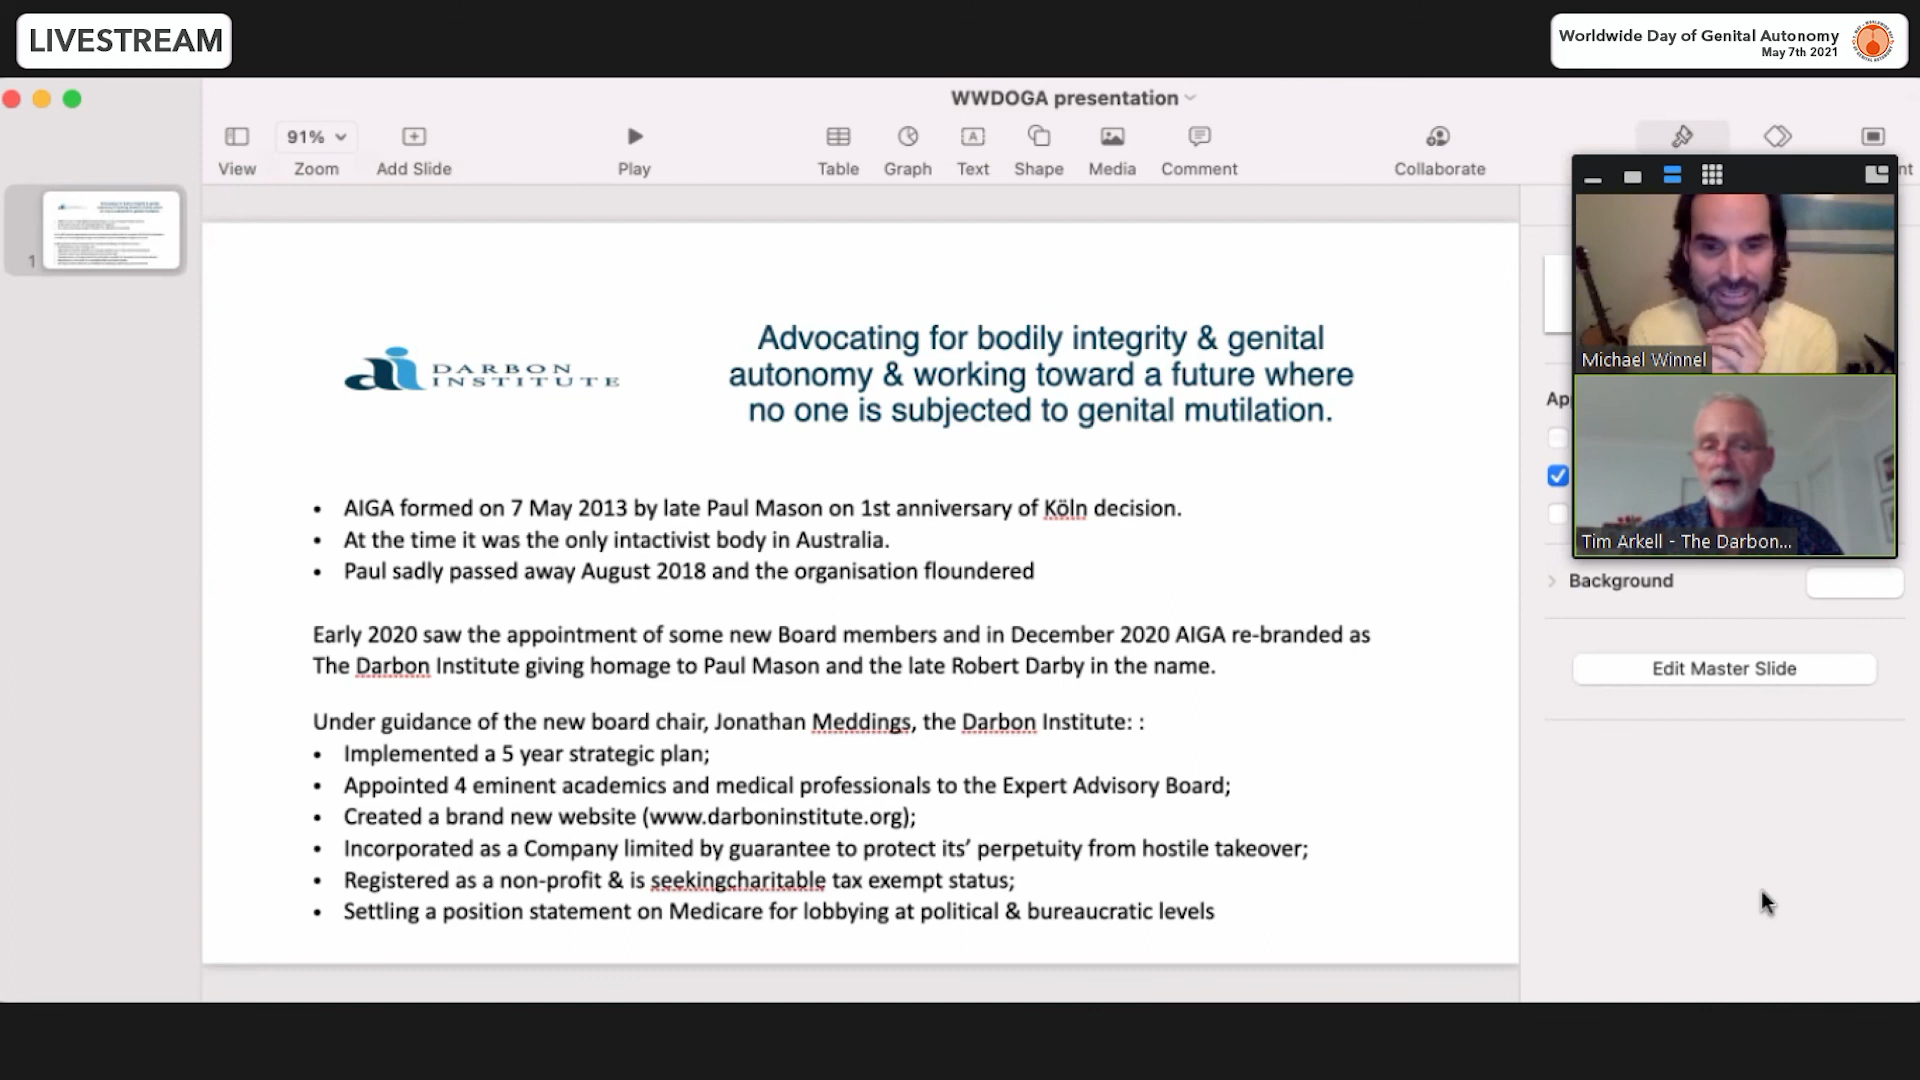 LIVESTREAM
Worldwide Day of Genital Autonomy
May 7th 2021
WWDOGA presentation
91%
View
Zoom
Add Slide
Play
Table
Graph
Text
Shape
Media
Comment
Collaborate
nt
1
DARBON
INSTITUTE
Advocating for bodily integrity & genital
autonomy & working toward a future where
no one is subjected to genital mutilation.
• AIGA formed on 7 May 2013 by late Paul Mason on 1st anniversary of Köln decision.
• At the time it was the only intactivist body in Australia.
• Paul sadly passed away August 2018 and the organisation floundered
Early 2020 saw the appointment of some new Board members and in December 2020 AIGA re-branded as
The Darbon Institute giving homage to Paul Mason and the late Robert Darby in the name.
Under guidance of the new board chair, Jonathan Meddings, the Darbon Institute: :
• Implemented a 5 year strategic plan;
• Appointed 4 eminent academics and medical professionals to the Expert Advisory Board;
• Created a brand new website (www.darboninstitute.org);
• Incorporated as a Company limited by guarantee to protect its’ perpetuity from hostile takeover;
• Registered as a non-profit & is seekingcharitable tax exempt status;
• Settling a position statement on Medicare for lobbying at political & bureaucratic levels
Michael Winnel
Tim Arkell - The Darbon...
Ap
Background
Edit Master Slide